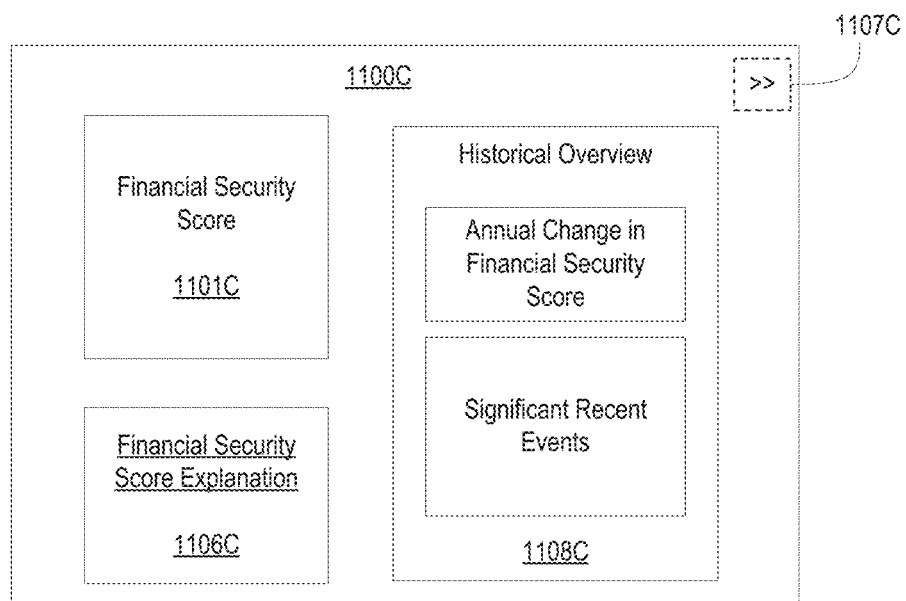 1107C
1100C
>>
Financial Security
Score
1101C
Historical Overview
Annual Change in
Financial Security
Score
Significant Recent
Events
1108C
Financial Security
Score Explanation
1106C